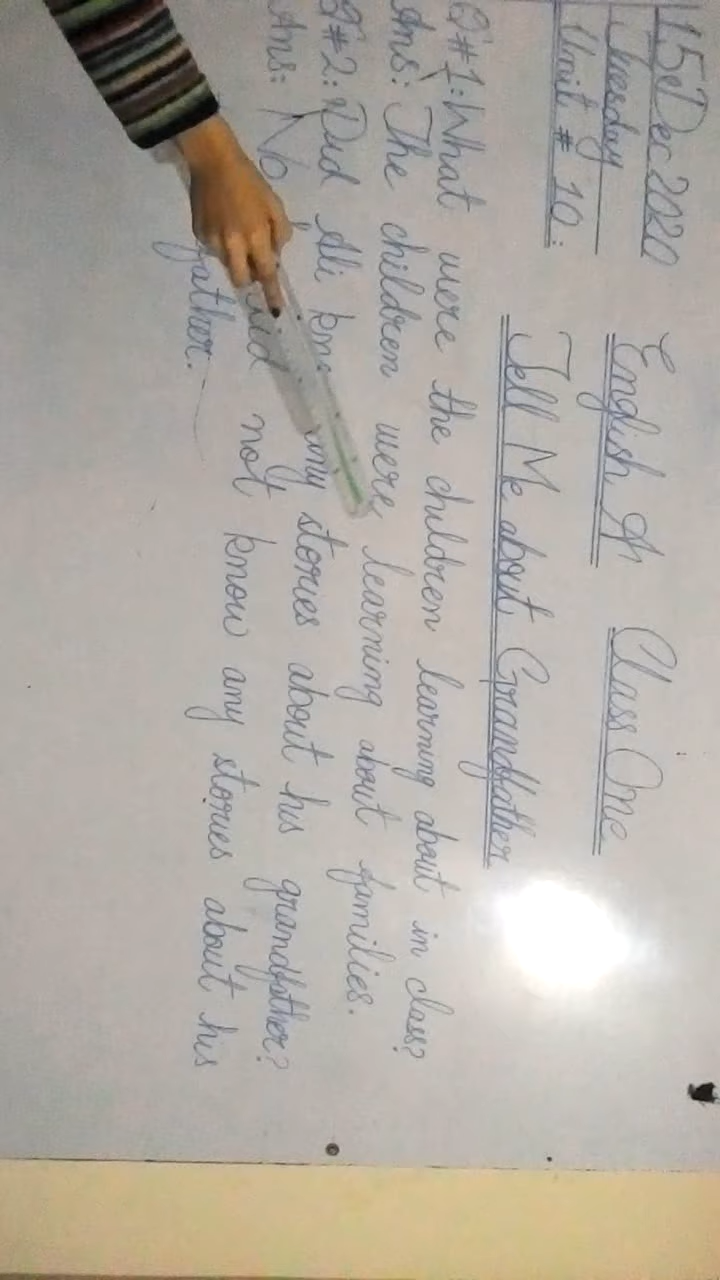 15 Dec 2020 English A Class One
Tuesday
Unit # 10: Tell Me about Grandfather
Q#1: What were the children learning about in class?
Ans: The children were learning about families.
Q#2: Did Ali any stories about his grandfather?
Ans: No did not know any stories about his
father.